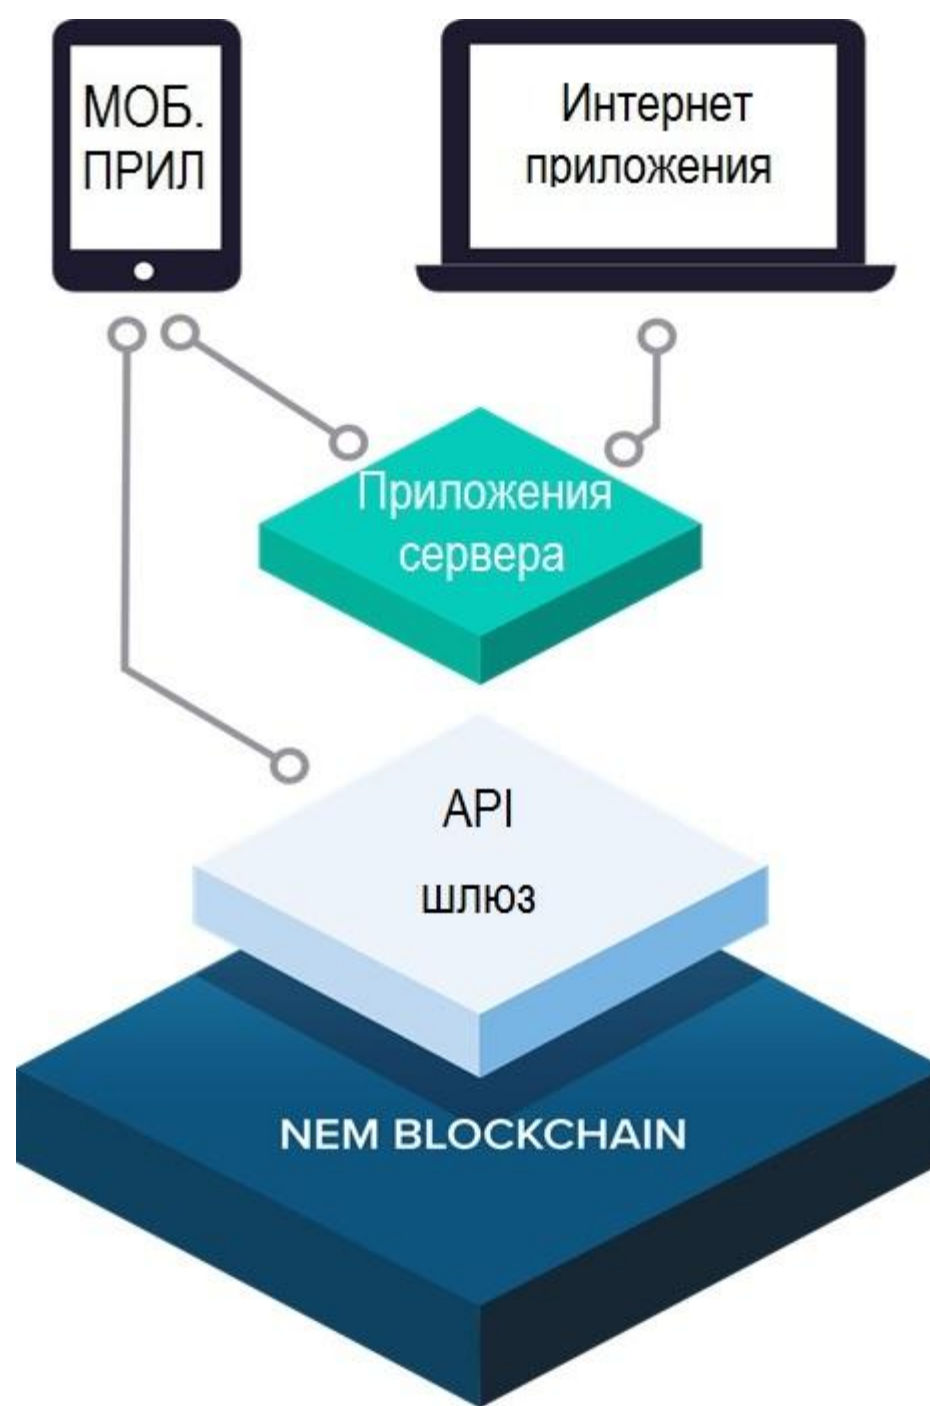 МОБ.
ПРИЛ
Интернет
приложения
Приложения
сервера
API
шлюз
NEM BLOCKCHAIN